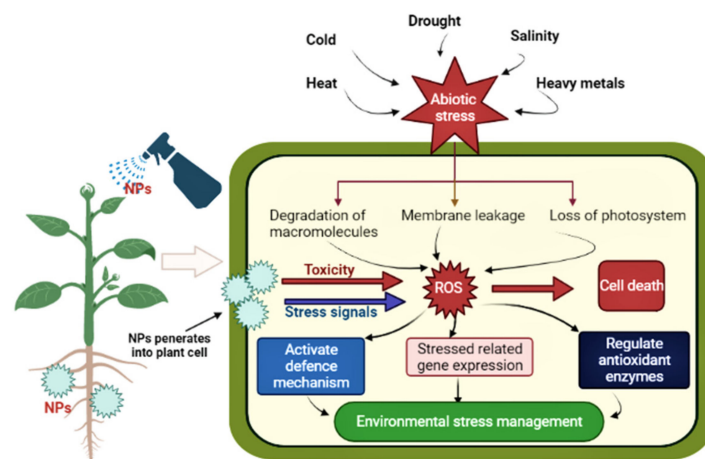 Drought
Cold
Salinity
Heat
Heavy metals
Abiotic
stress
NPs
Degradation of
macromolecules
Membrane leakage
Loss of photosystem
Toxicity
Stress signals
ROS
Cell death
NPs penerates
into plant cell
NPs
Activate
defence
mechanism
Stressed related
gene expression
Regulate
antioxidant
enzymes
Environmental stress management